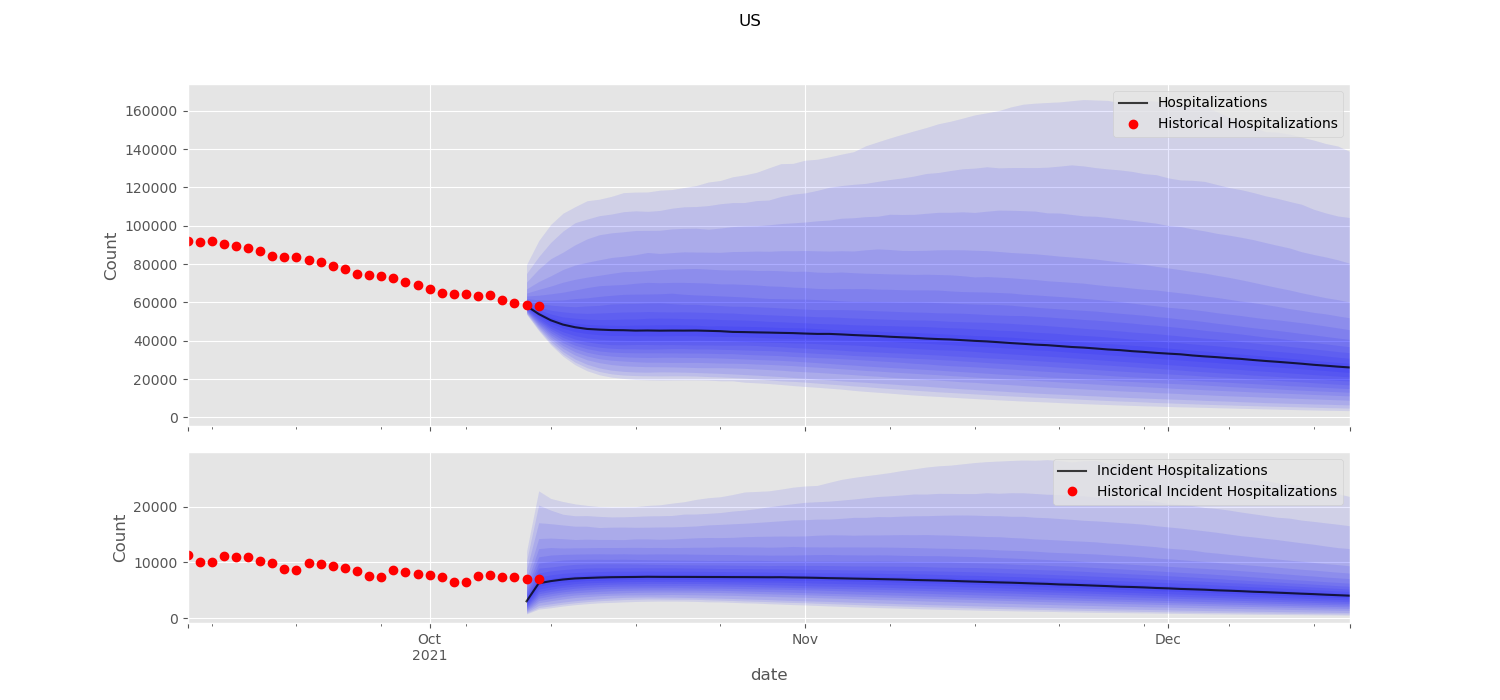 US
160000
140000
120000
100000
80000
60000
40000
20000
0
Count
Hospitalizations
Historical Hospitalizations
20000
10000
0
Count
Incident Hospitalizations
Historical Incident Hospitalizations
Oct
2021
Nov
Dec
date